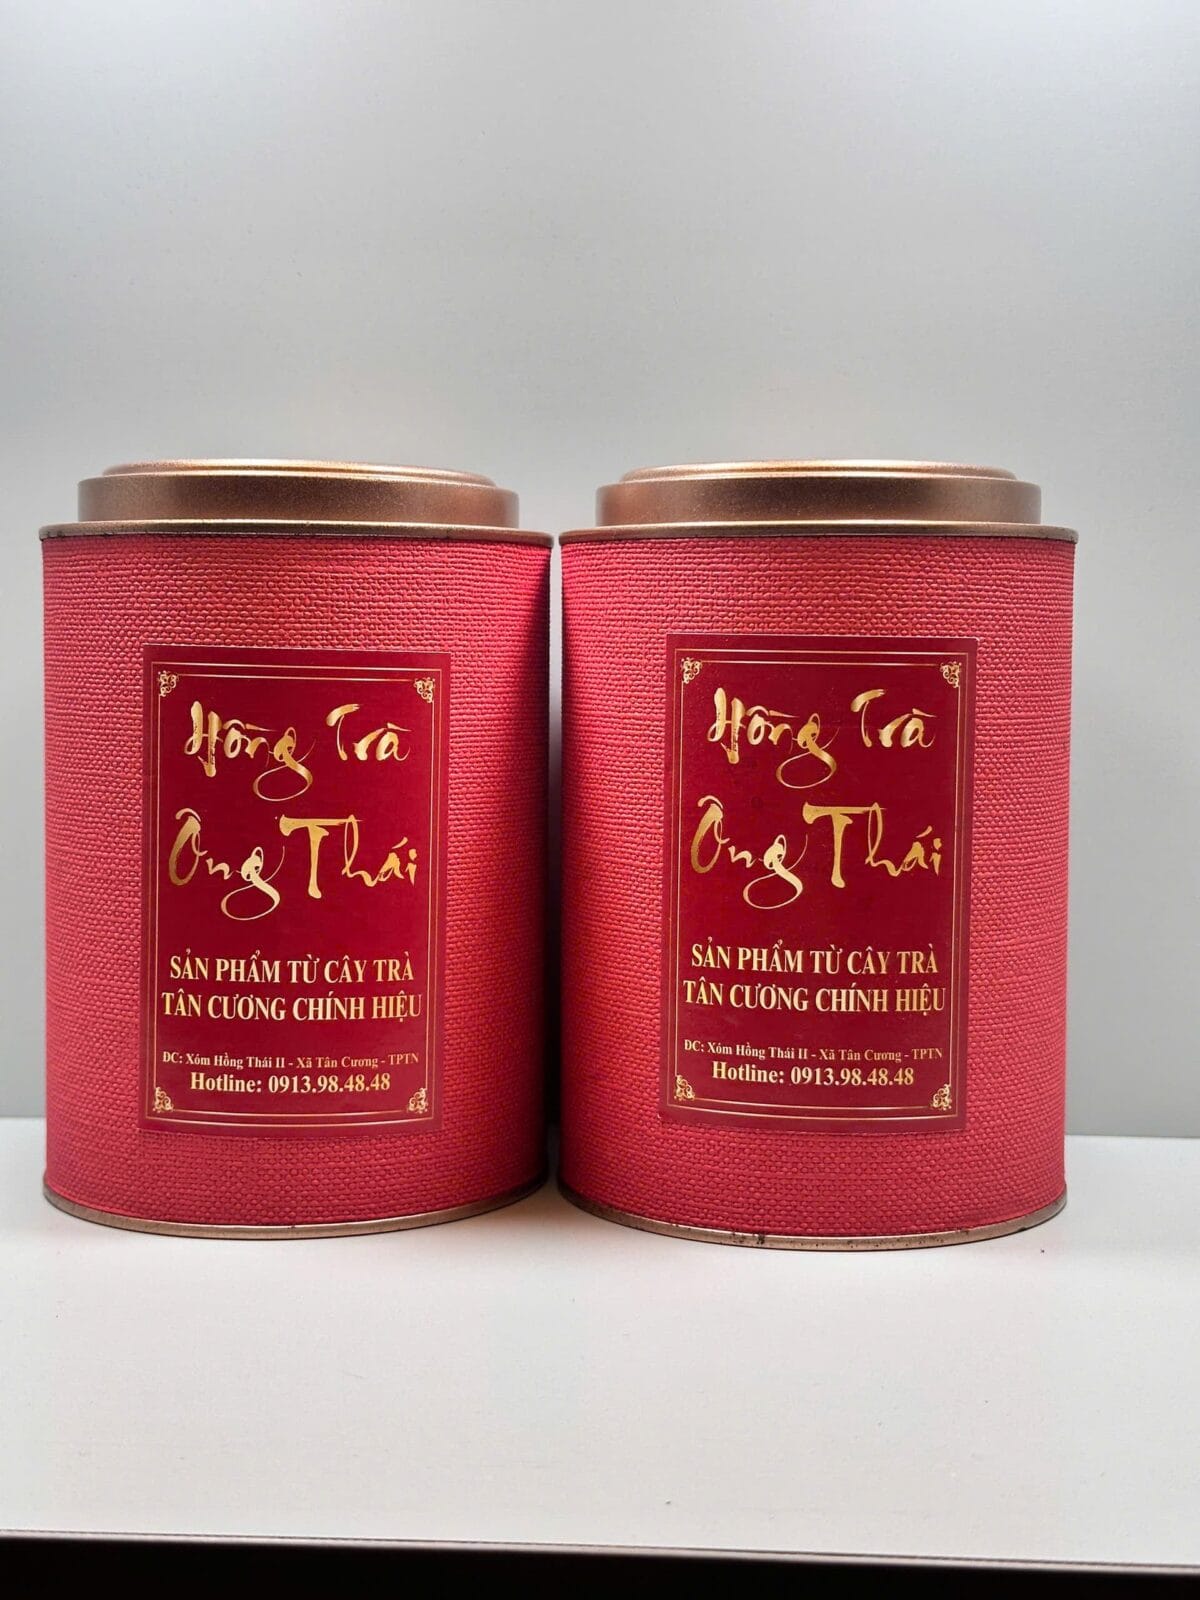 Hồng Trà
Ông Thái
SẢN PHẨM TỪ CÂY TRÀ
TÂN CƯƠNG CHÍNH HIỆU
ĐC: Xóm Hồng Thái II - Xã Tân Cương - TPTN
Hotline: 0913.98.48.48
Hồng Trà
Ông Thái
SẢN PHẨM TỪ CÂY TRÀ
TÂN CƯƠNG CHÍNH HIỆU
ĐC: Xóm Hồng Thái II - Xã Tân Cương - TPTN
Hotline: 0913.98.48.48